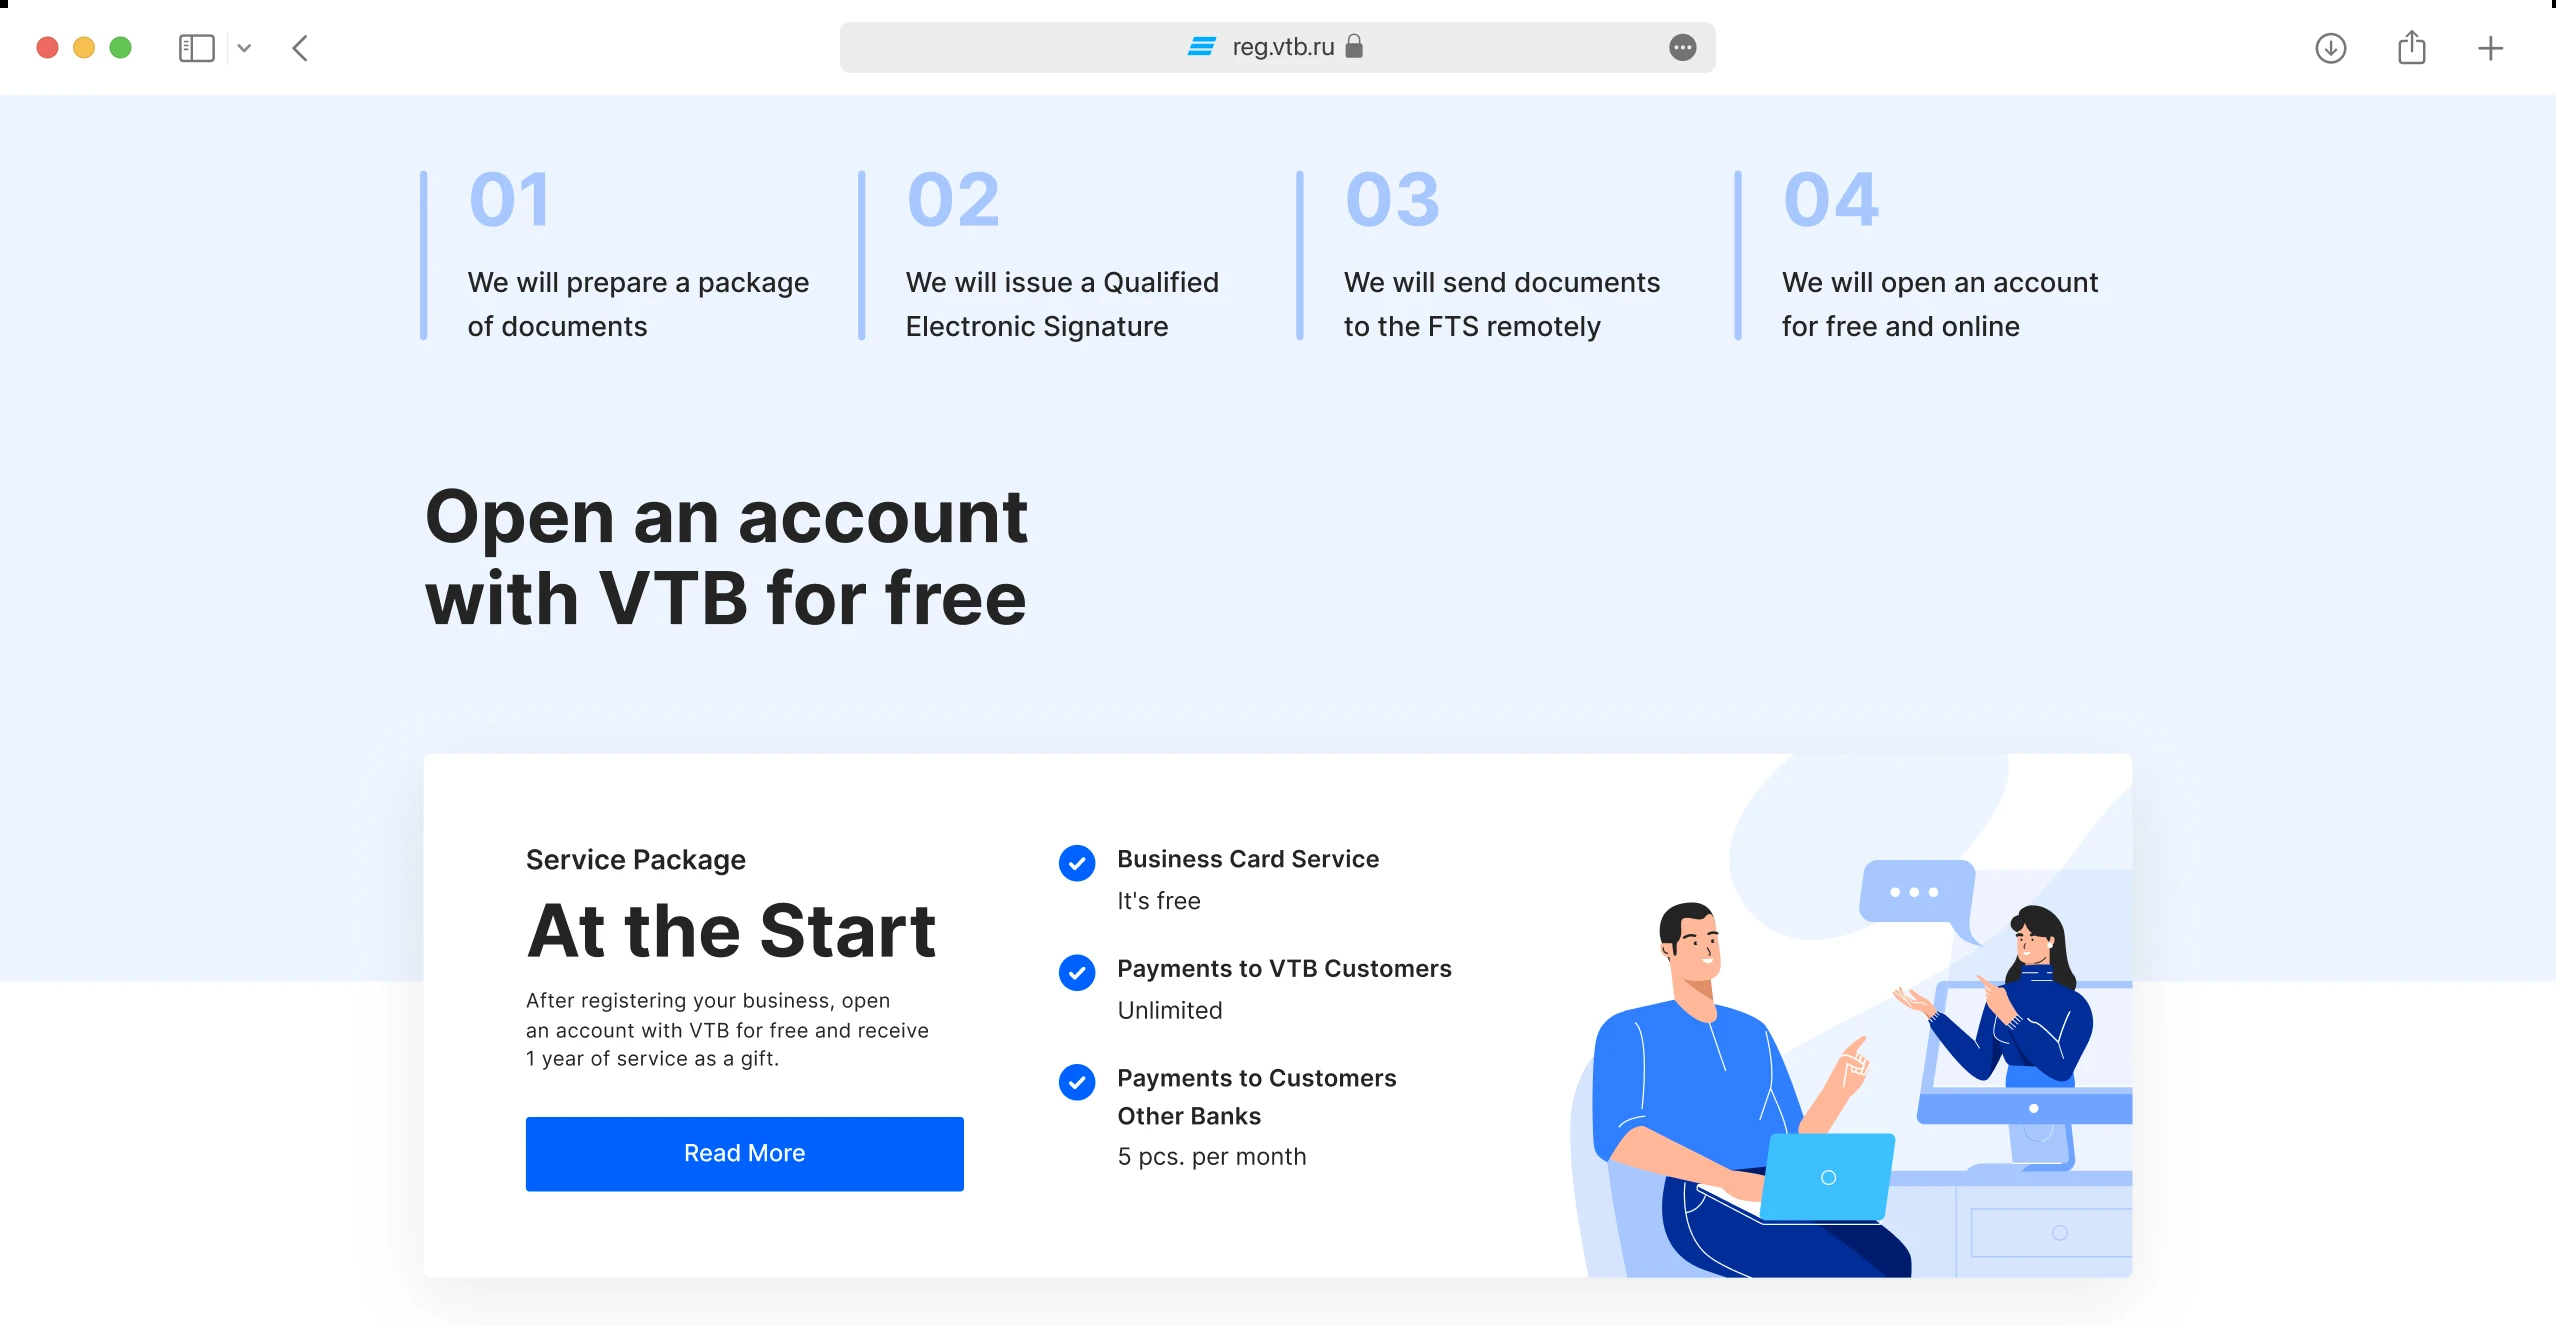 reg.vtb.ru
01
We will prepare a package
of documents
02
We will issue a Qualified
Electronic Signature
03
We will send documents
to the FTS remotely
04
We will open an account
for free and online
Open an account
with VTB for free
Service Package
At the Start
After registering your business, open
an account with VTB for free and receive
1 year of service as a gift.
Read More
Business Card Service
It's free
Payments to VTB Customers
Unlimited
Payments to Customers
Other Banks
5 pcs. per month